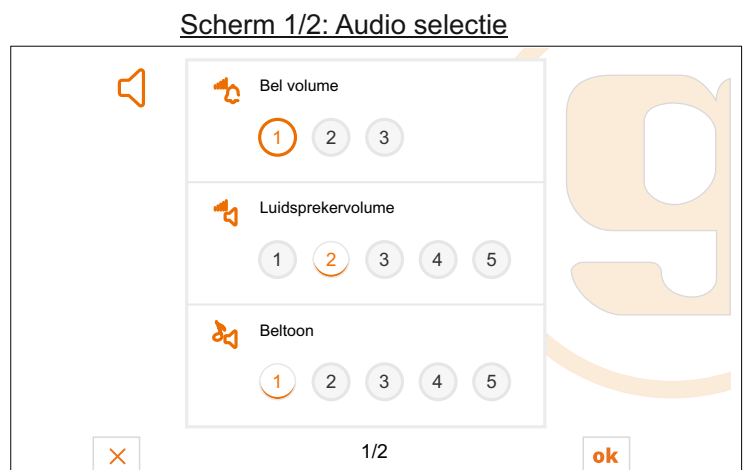 Scherm 1/2: Audio selectie
Bel volume
1 2 3
Luidsprekervolume
1 2 3 4 5
Beltoon
1 2 3 4 5
1/2
ok
g